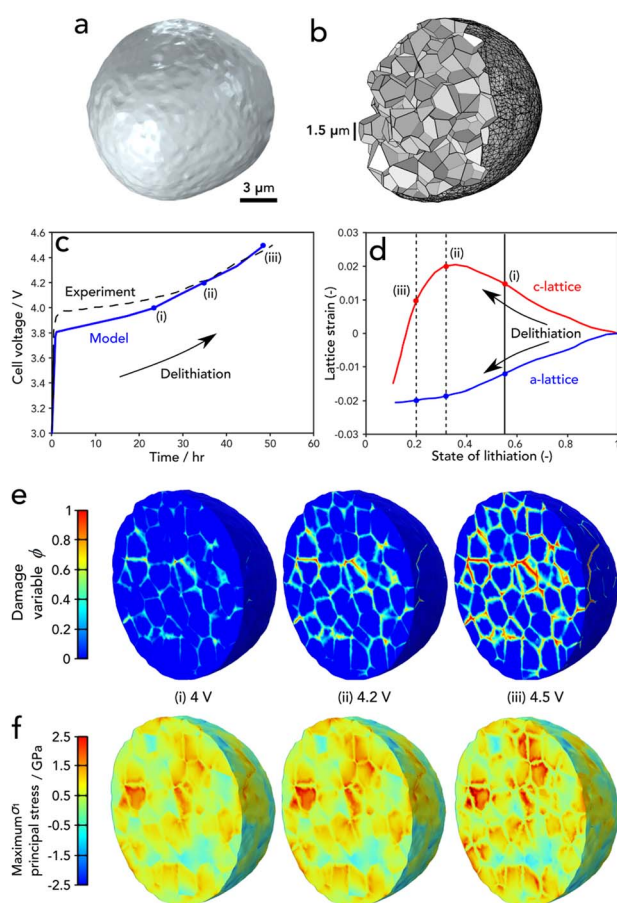 a
3 µm
b
1.5 µm
c
Cell voltage / V
4.6
4.4
4.2
4.0
3.8
3.6
3.4
3.2
3.0
Experiment
Model
(i)
(ii)
(iii)
Delithiation
0 10 20 30 40 50 60
Time / hr
d
Lattice strain (-)
0.03
0.02
0.01
0
-0.01
-0.02
-0.03
(iii)
(ii)
(i)
c-lattice
Delithiation
a-lattice
0 0.2 0.4 0.6 0.8 1
State of lithiation (-)
e
Damage
variable ϕ
1
0.8
0.6
0.4
0.2
0
(i) 4 V
(ii) 4.2 V
(iii) 4.5 V
f
Maximum
principal stress / GPa
σ
2.5
1.5
0.5
-0.5
-1.5
-2.5